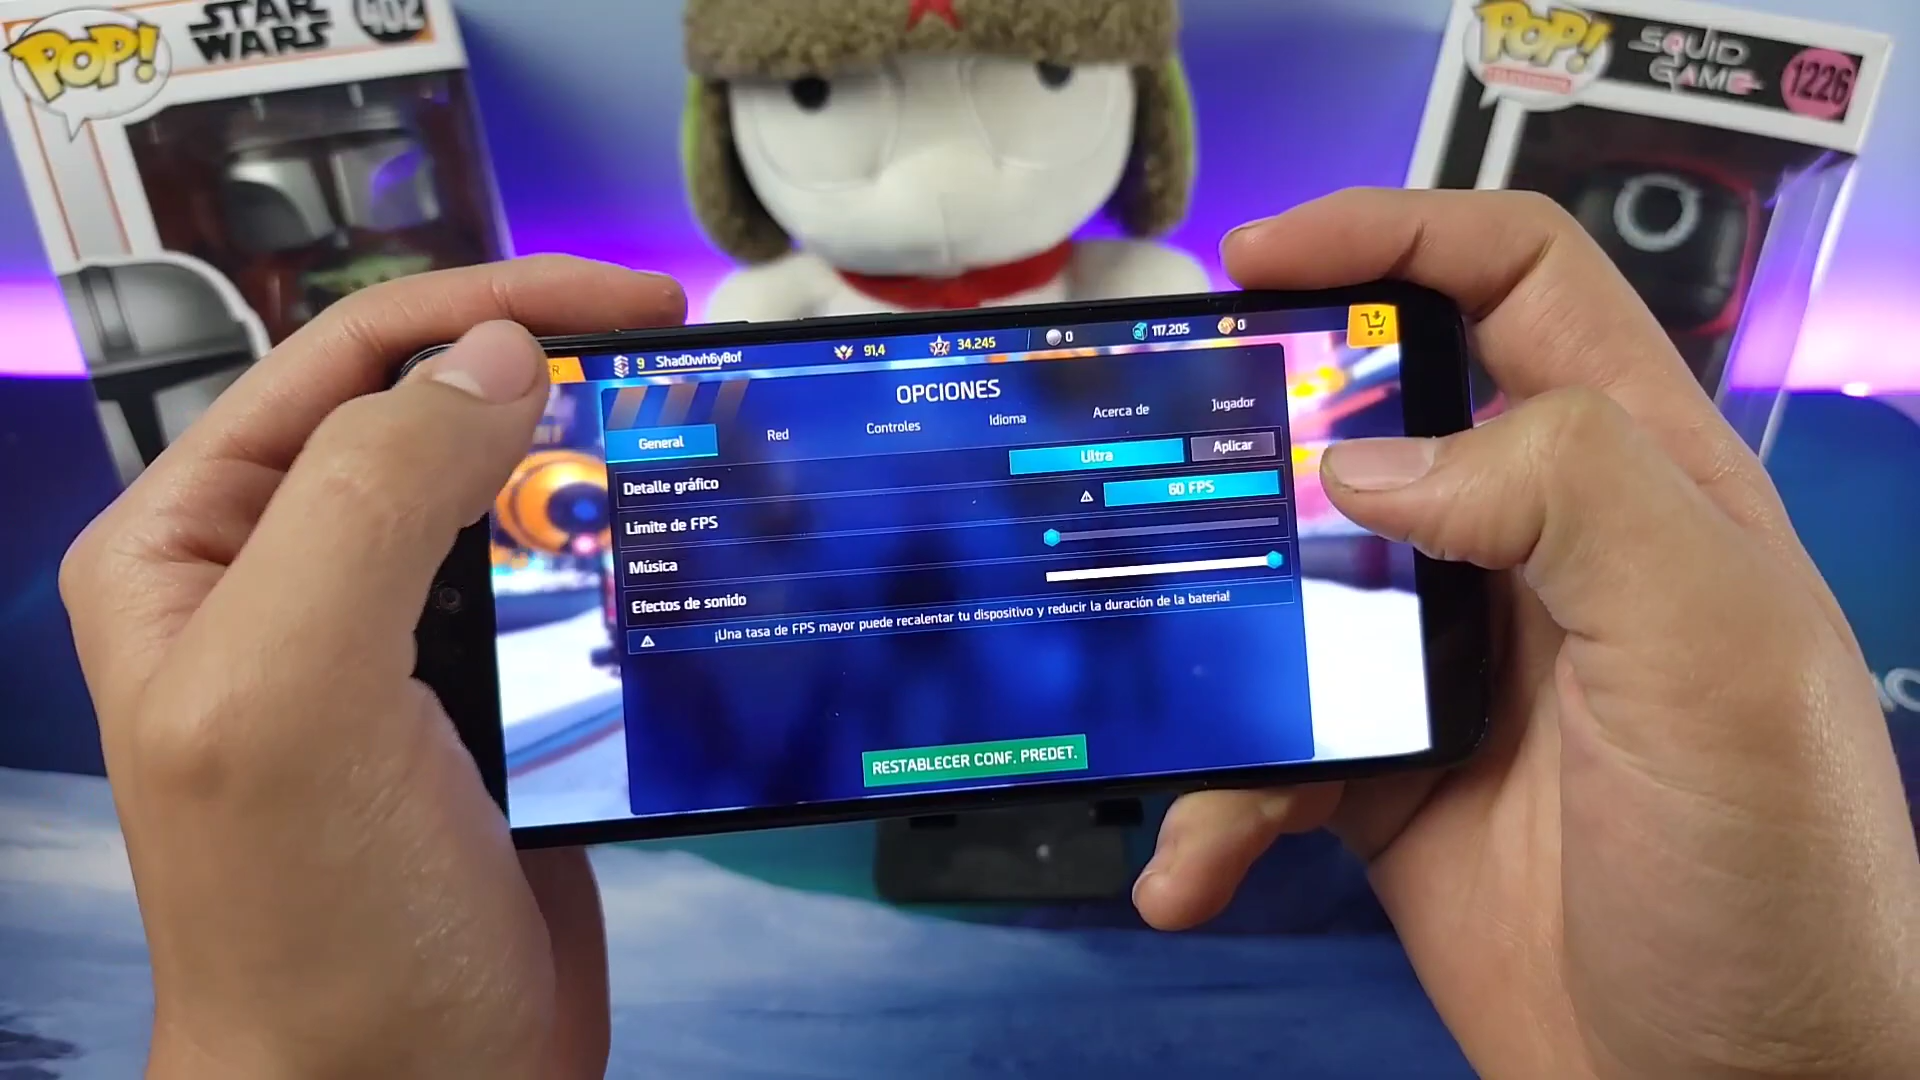 POP!
STAR
WARS
402
POP!
SQUID
GAME
1226
9 Shad0wh6y8of
91,4
34.245
0
117.205
0
OPCIONES
General
Red
Controles
Idioma
Acerca de
Jugador
Detalle gráfico
Ultra
Aplicar
Límite de FPS
60 FPS
Música
Efectos de sonido
¡Una tasa de FPS mayor puede recalentar tu dispositivo y reducir la duración de la batería!
RESTABLECER CONF. PREDET.